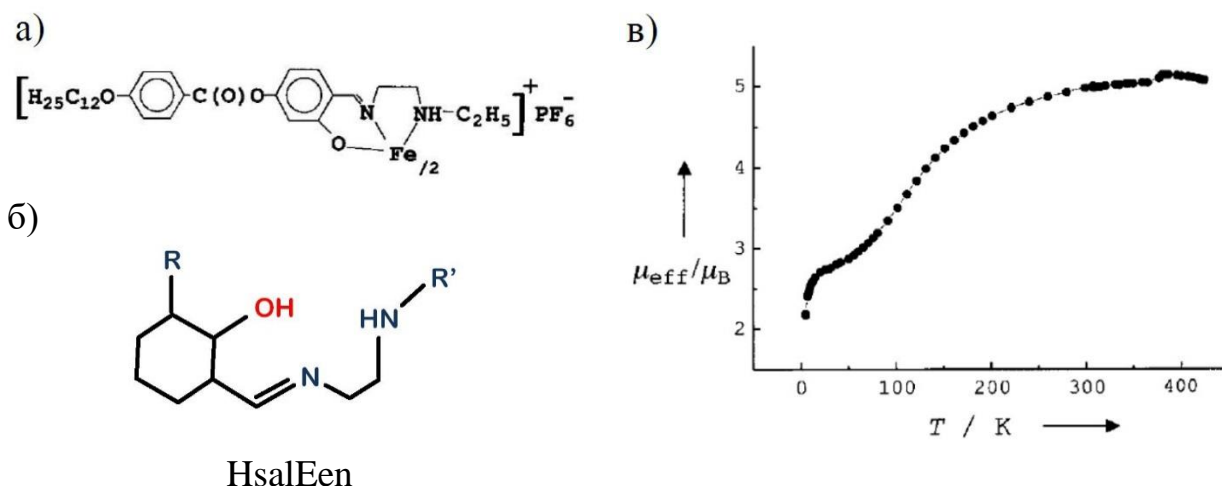 а)
[H₂₅C₁₂O C(O)O N NH C₂H₅]⁺ PF₆⁻
O Fe/2
б)
R
OH
R'
HN
N
HsalEen
в)
5
4
3
2
μeff/μB
0 100 200 300 400
T / K